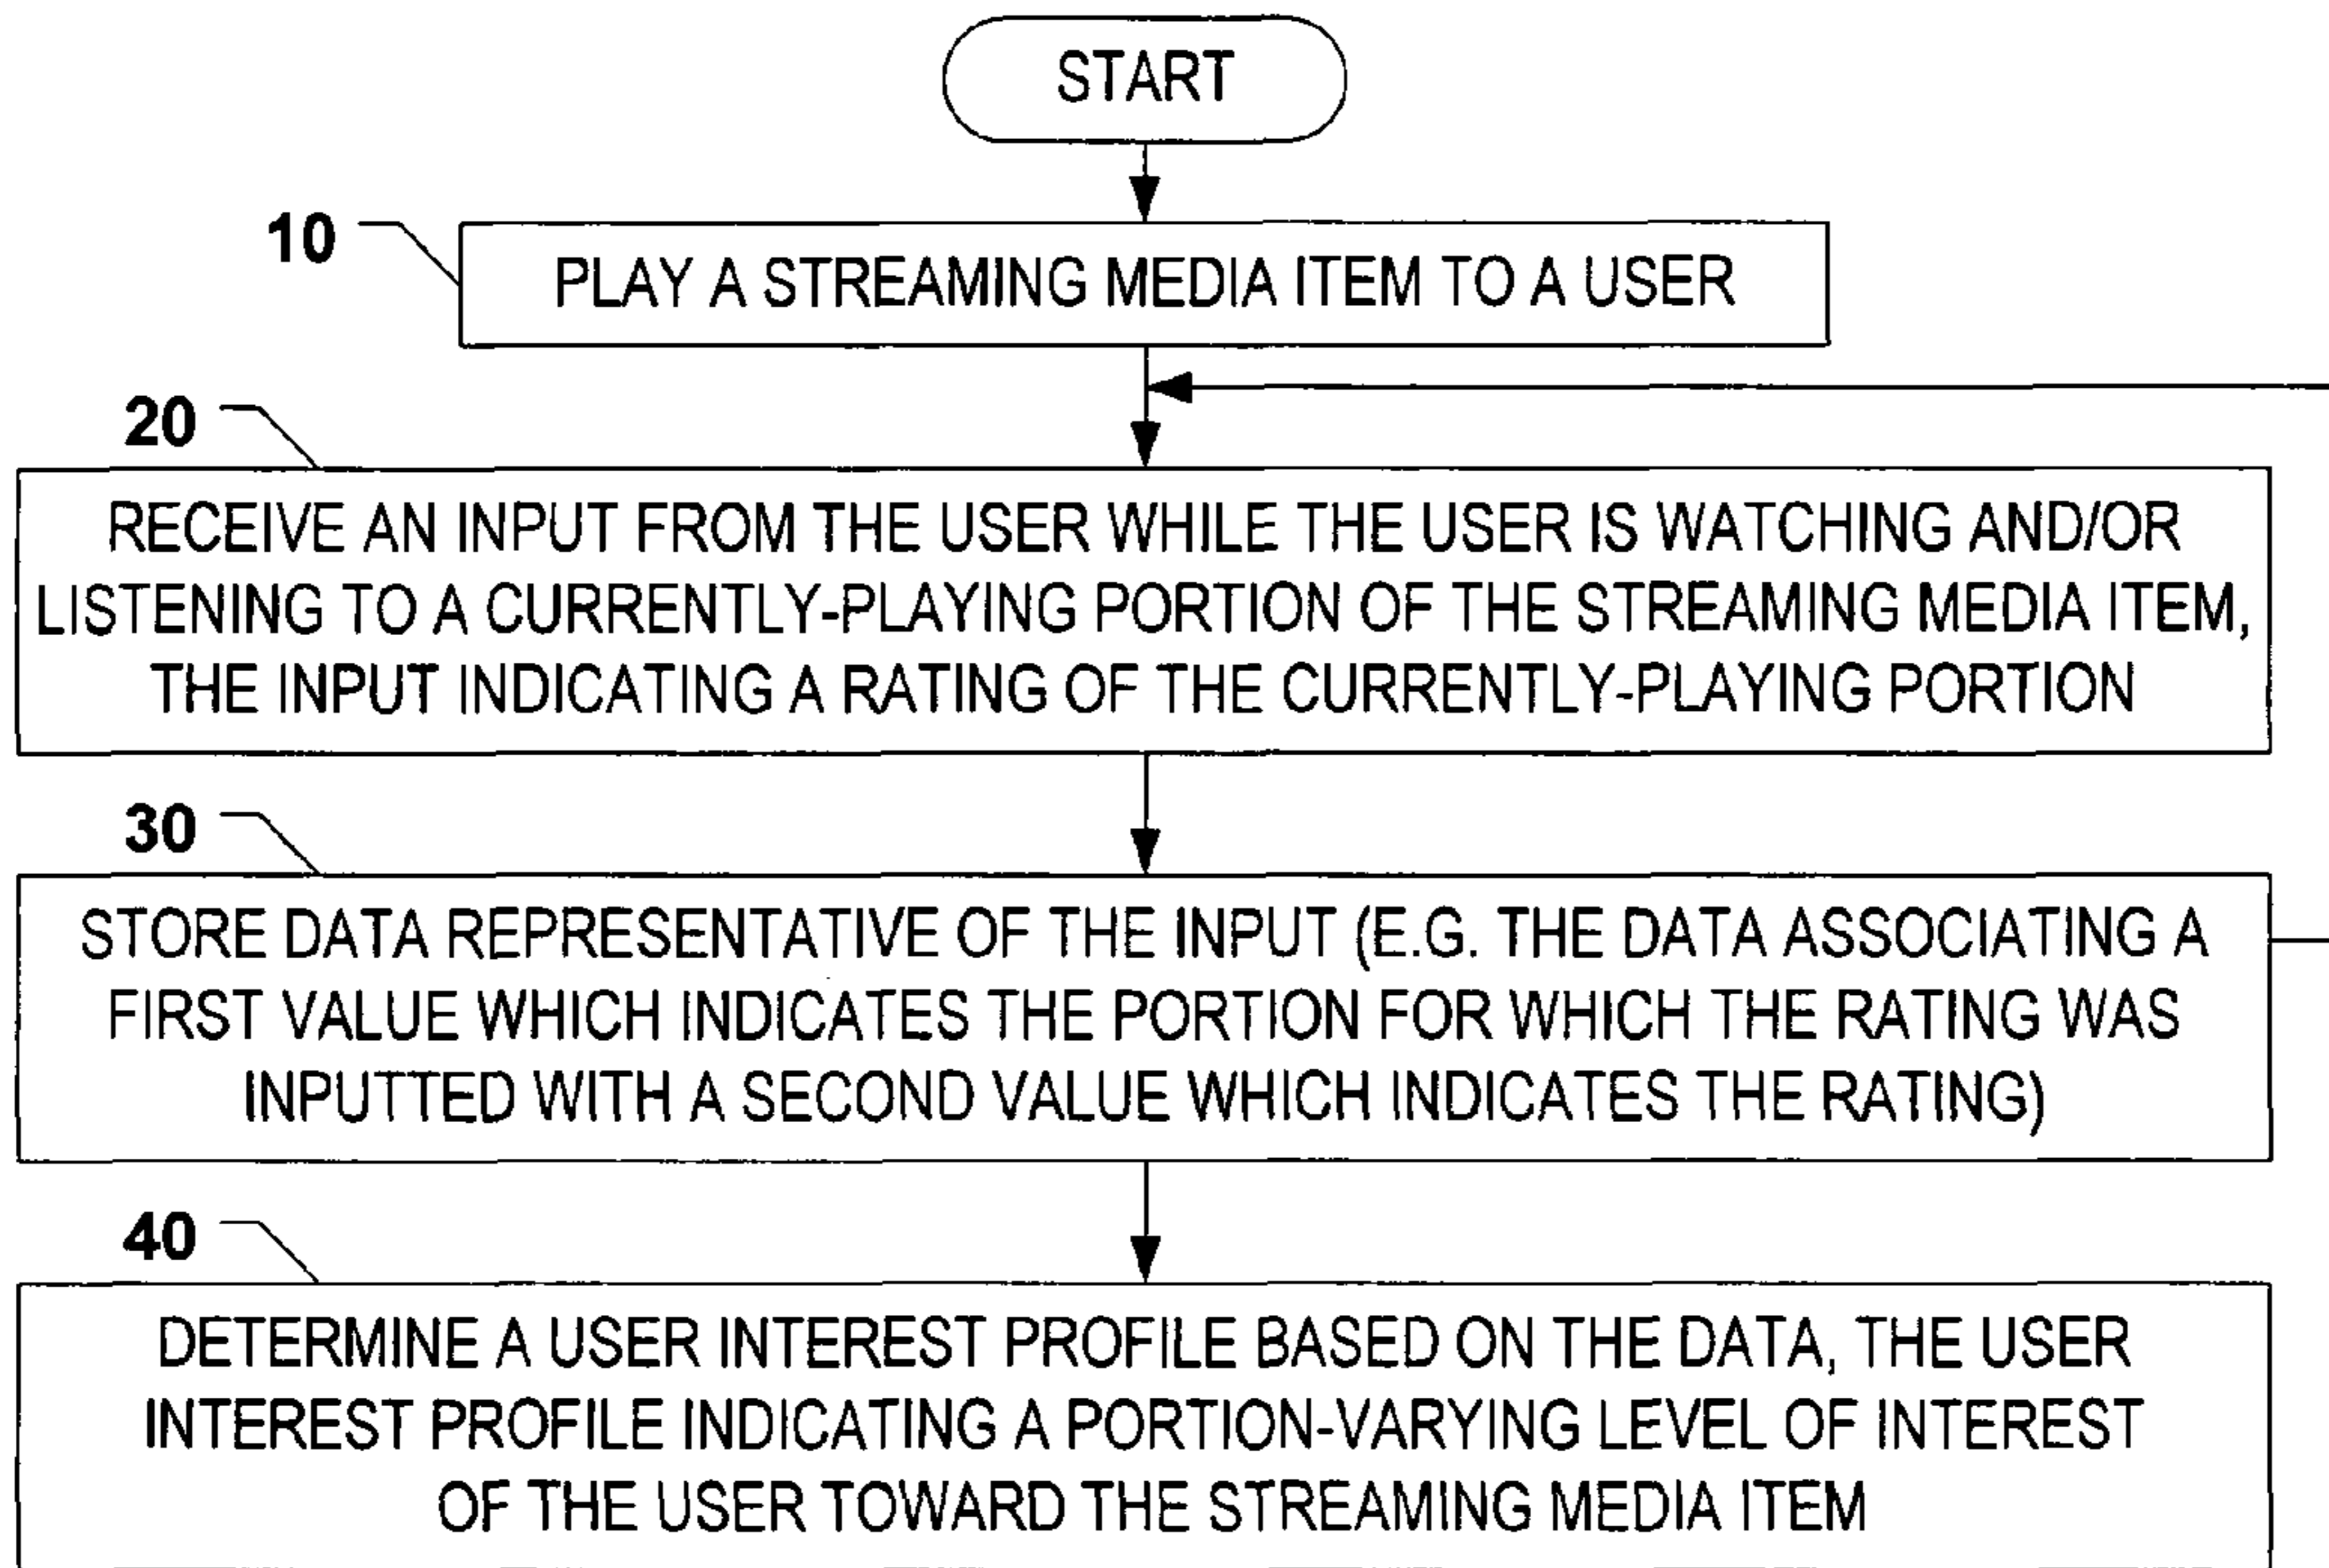 START
10
PLAY A STREAMING MEDIA ITEM TO A USER
20
RECEIVE AN INPUT FROM THE USER WHILE THE USER IS WATCHING AND/OR
LISTENING TO A CURRENTLY-PLAYING PORTION OF THE STREAMING MEDIA ITEM,
THE INPUT INDICATING A RATING OF THE CURRENTLY-PLAYING PORTION
30
STORE DATA REPRESENTATIVE OF THE INPUT (E.G. THE DATA ASSOCIATING A
FIRST VALUE WHICH INDICATES THE PORTION FOR WHICH THE RATING WAS
INPUTTED WITH A SECOND VALUE WHICH INDICATES THE RATING)
40
DETERMINE A USER INTEREST PROFILE BASED ON THE DATA, THE USER
INTEREST PROFILE INDICATING A PORTION-VARYING LEVEL OF INTEREST
OF THE USER TOWARD THE STREAMING MEDIA ITEM